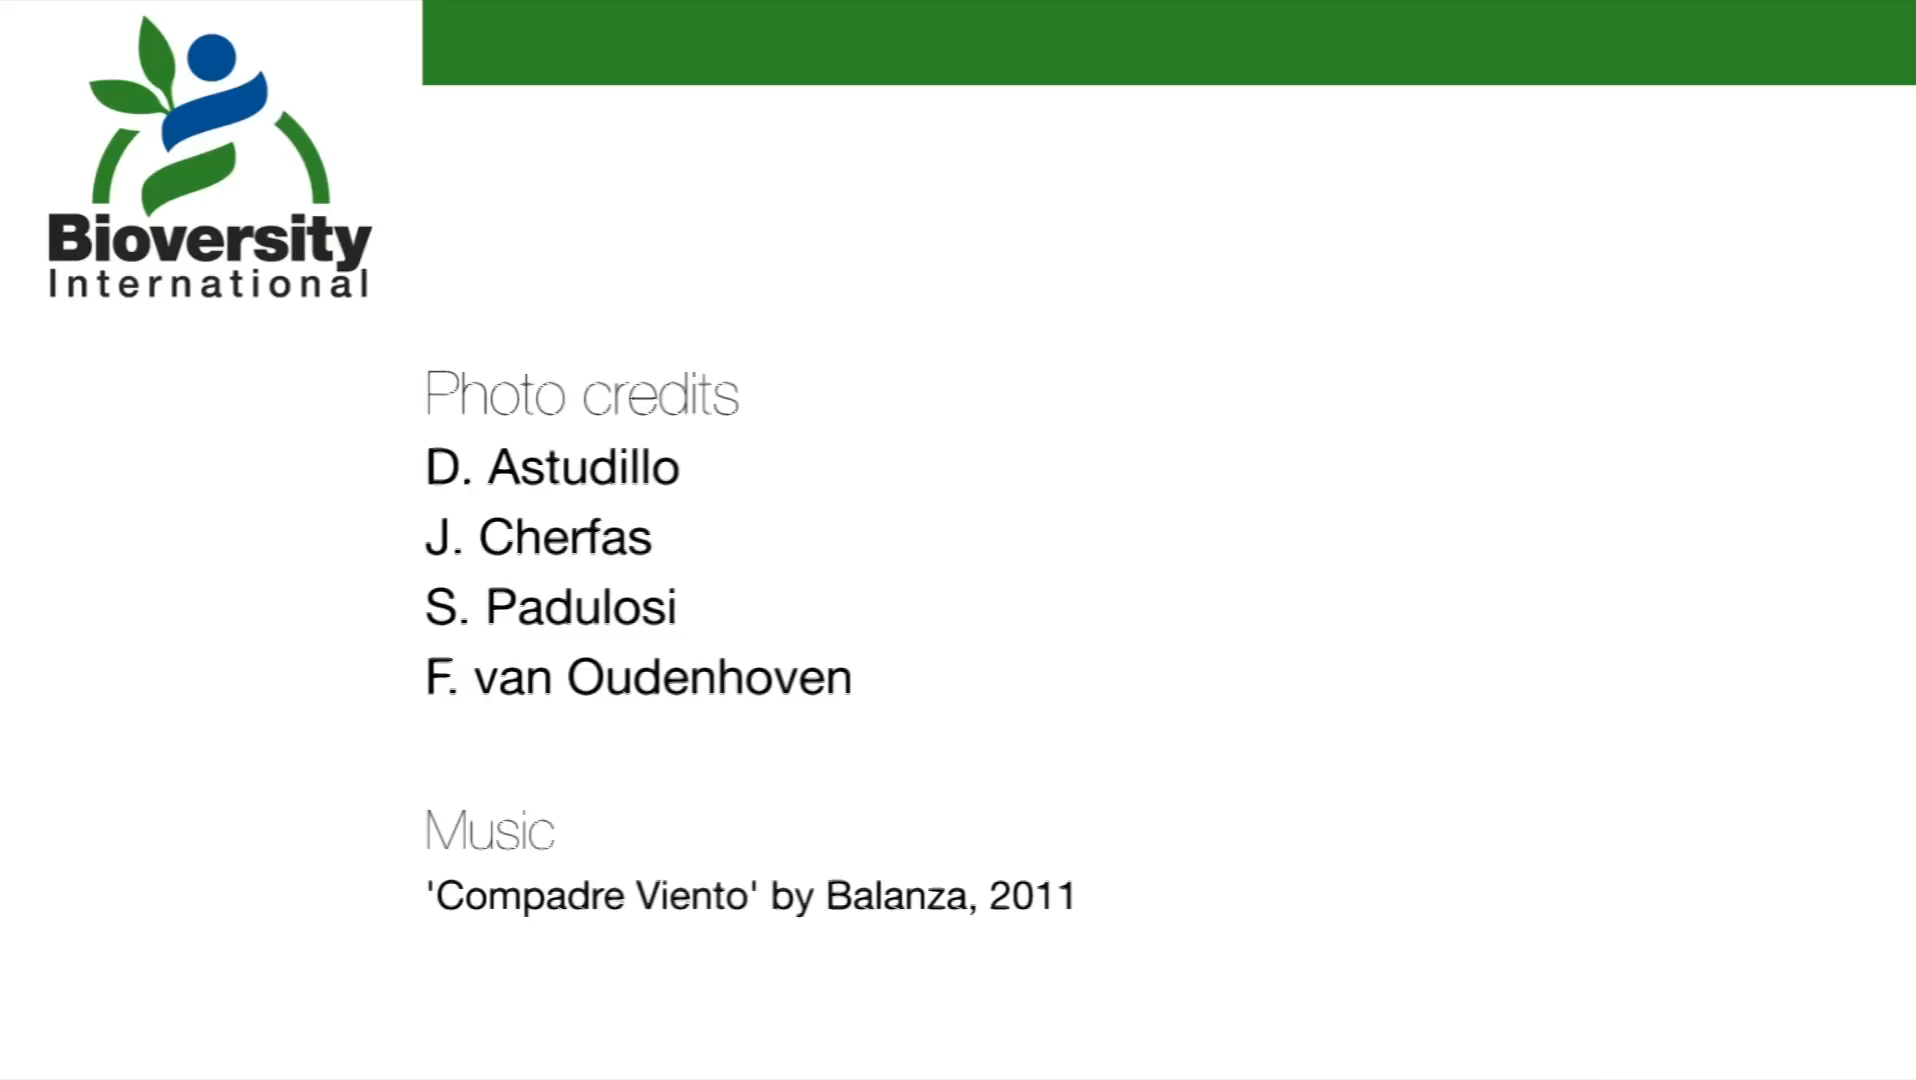 Bioversity
International
Photo credits
D. Astudillo
J. Cherfas
S. Padulosi
F. van Oudenhoven
Music
'Compadre Viento' by Balanza, 2011